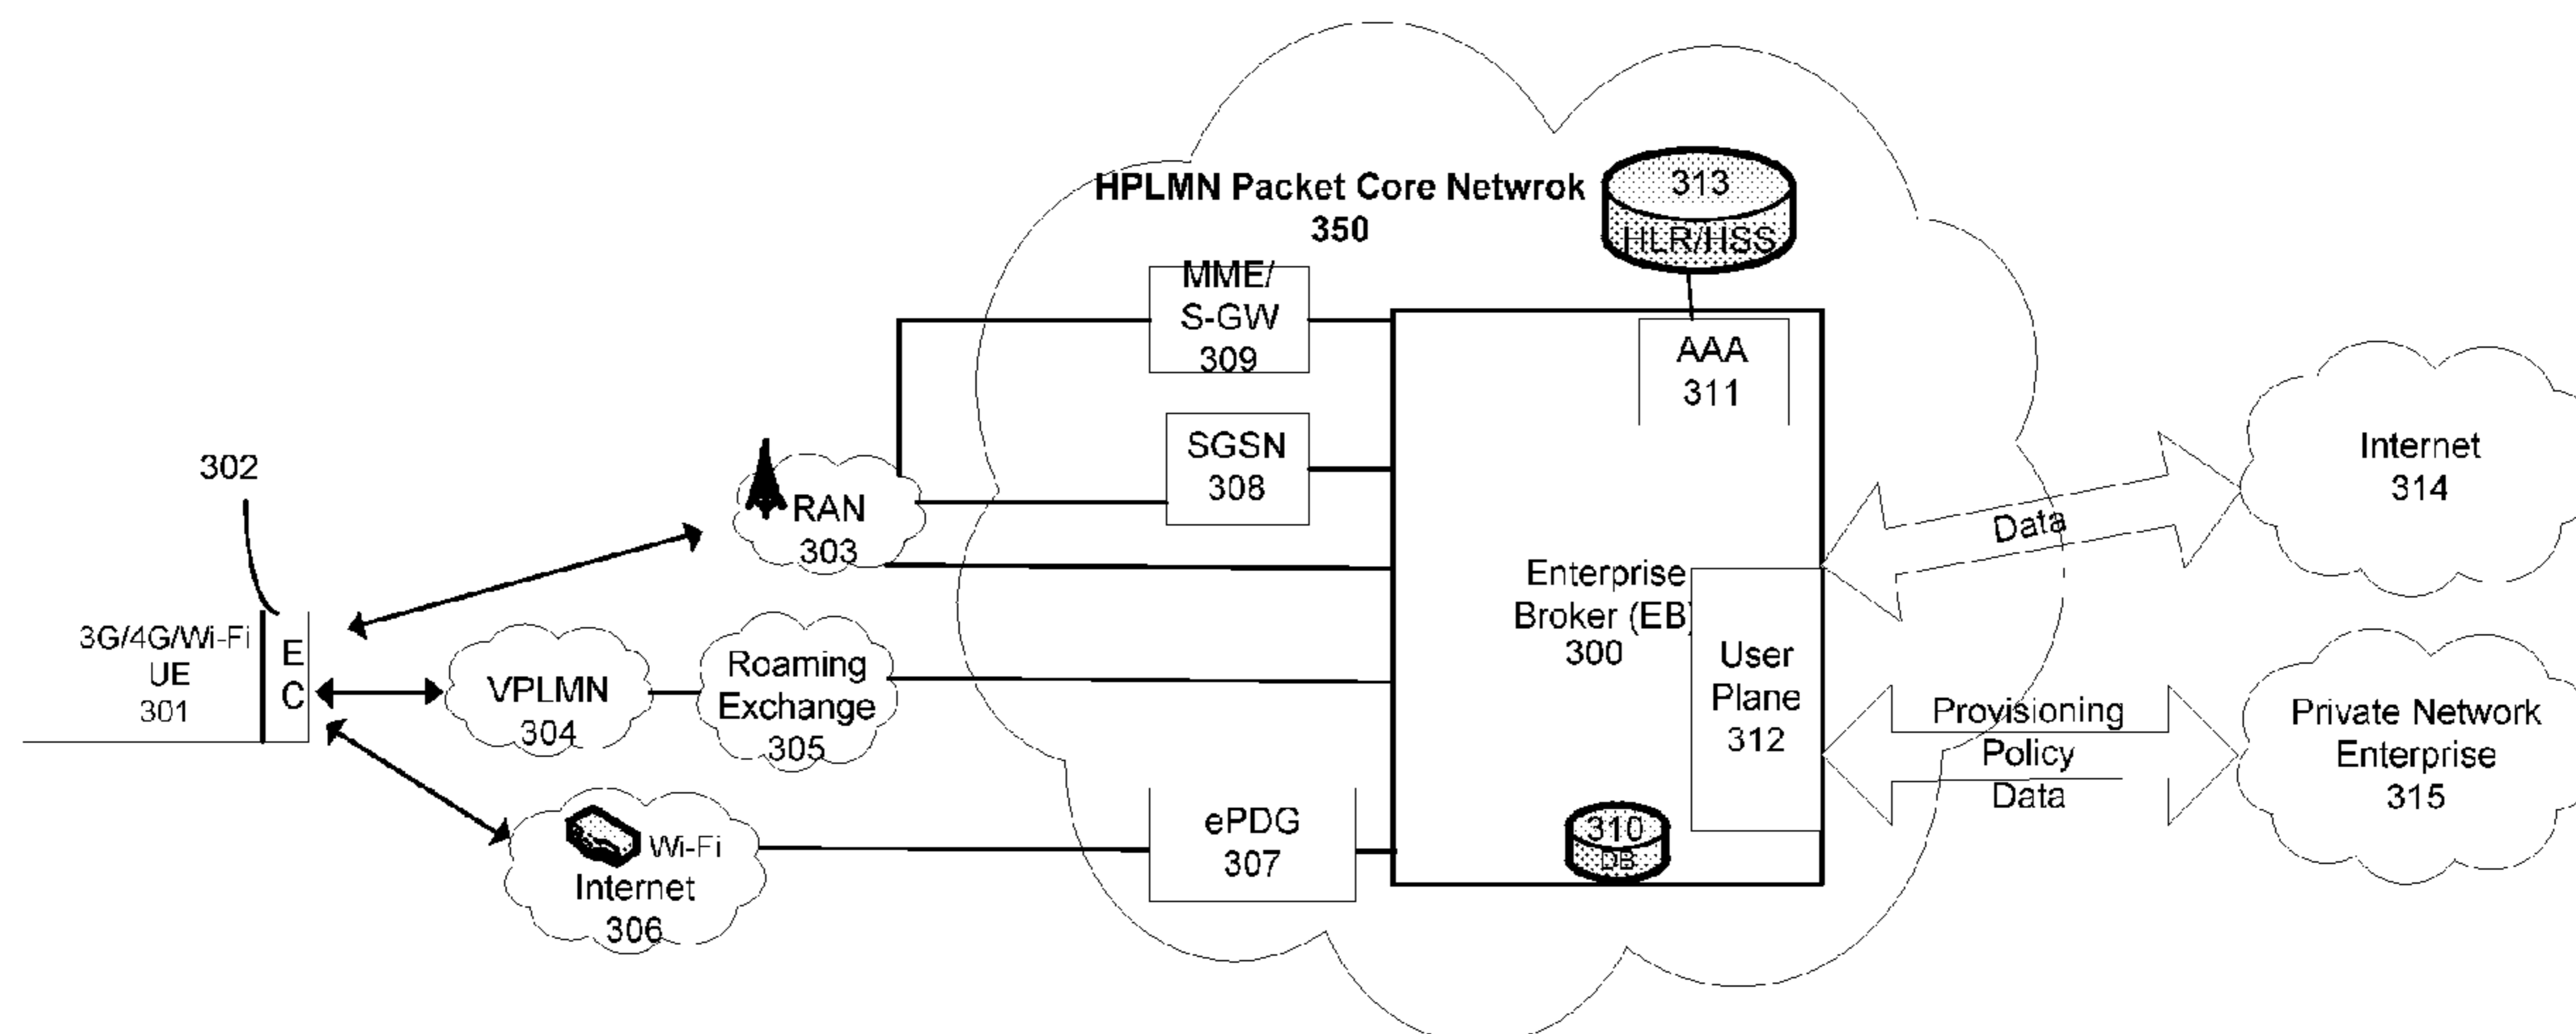 HPLMN Packet Core Netwrok
350
313
HLR/HSS
MME/
S-GW
309
AAA
311
SGSN
308
302
RAN
303
Internet
314
Data
Enterprise
Broker (EB)
300
3G/4G/Wi-Fi
UE
301
E
C
VPLMN
304
Roaming
Exchange
305
User
Plane
312
Provisioning
Policy
Data
Private Network
Enterprise
315
Wi-Fi
Internet
306
ePDG
307
310
DB